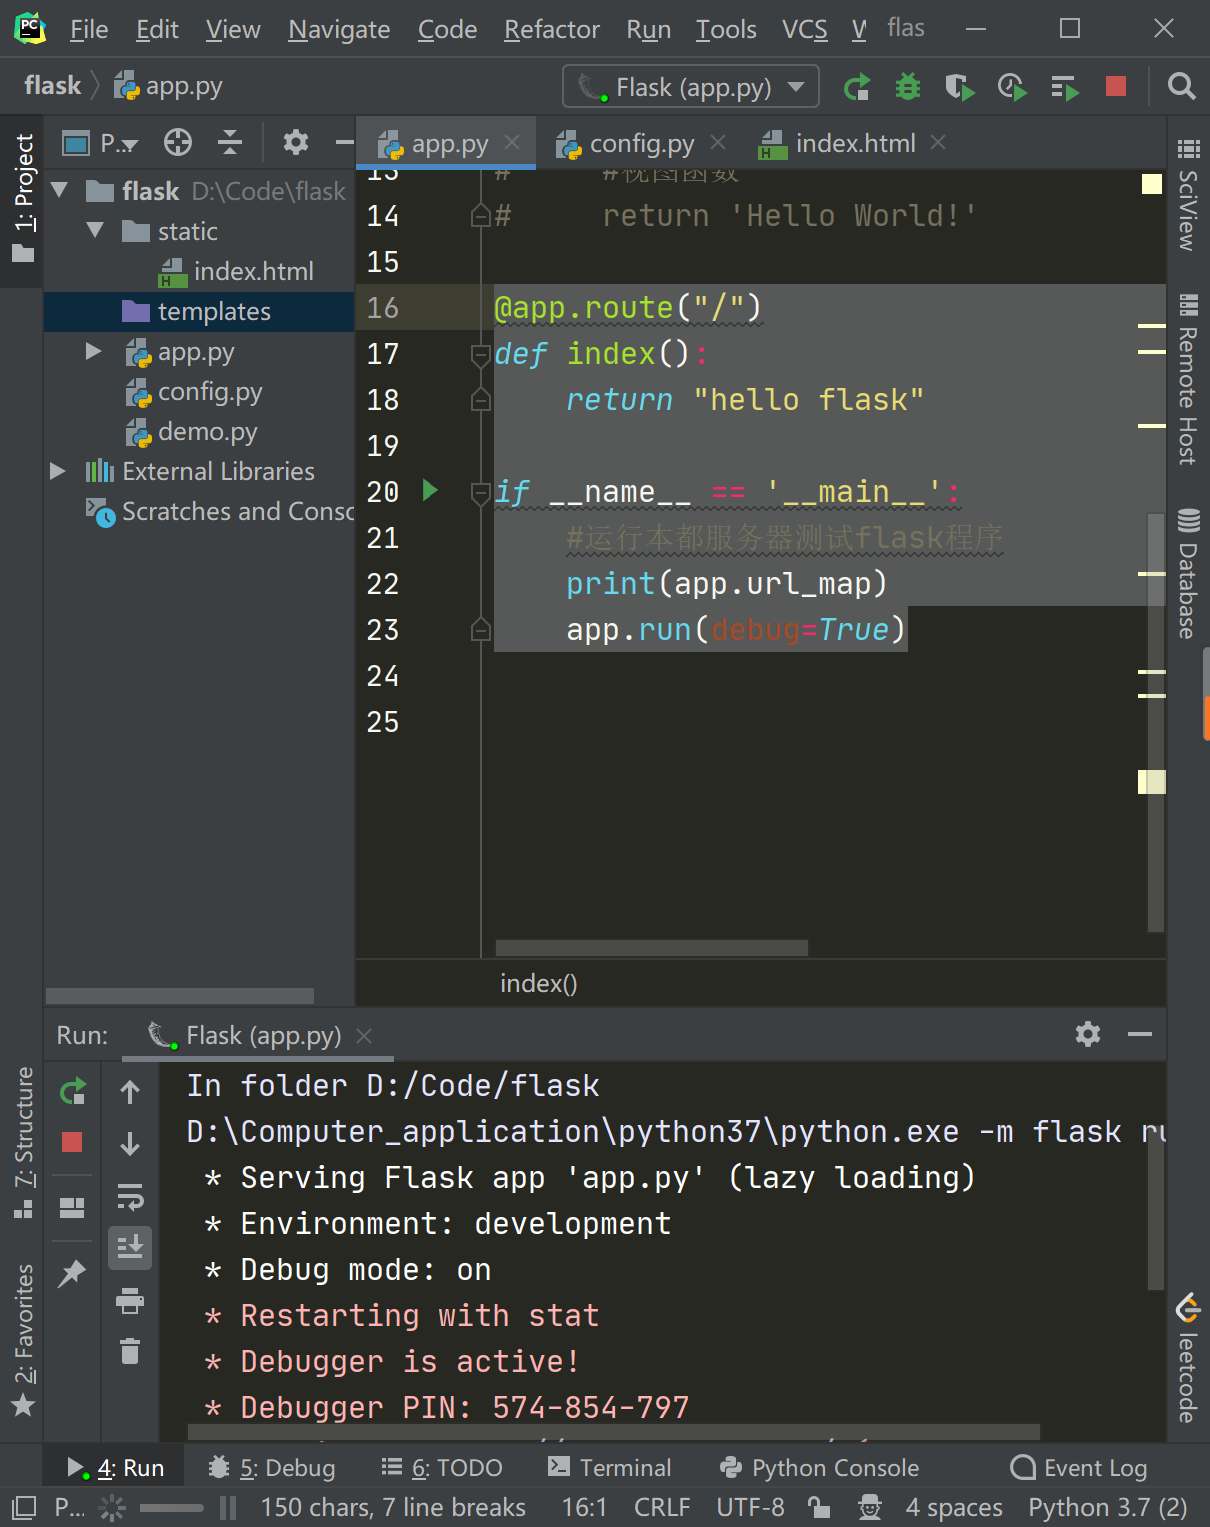 File Edit View Navigate Code Refactor Run Tools VCS W flas
flask app.py Flask (app.py)
1: Project
P...
app.py config.py index.html
flask D:\Code\flask
static
index.html
templates
app.py
config.py
demo.py
External Libraries
Scratches and Consc
13 # #视图函数
14 # return 'Hello World!'
15
16 @app.route("/")
17 def index():
18 return "hello flask"
19
20 if __name__ == '__main__':
21 #运行本都服务器测试flask程序
22 print(app.url_map)
23 app.run(debug=True)
24
25
index()
SciView
Remote Host
Database
leetcode
7: Structure
2: Favorites
Run: Flask (app.py)
In folder D:/Code/flask
D:\Computer_application\python37\python.exe -m flask ru
* Serving Flask app 'app.py' (lazy loading)
* Environment: development
* Debug mode: on
* Restarting with stat
* Debugger is active!
* Debugger PIN: 574-854-797
4: Run 5: Debug 6: TODO Terminal Python Console Event Log
P... 150 chars, 7 line breaks 16:1 CRLF UTF-8 4 spaces Python 3.7 (2)